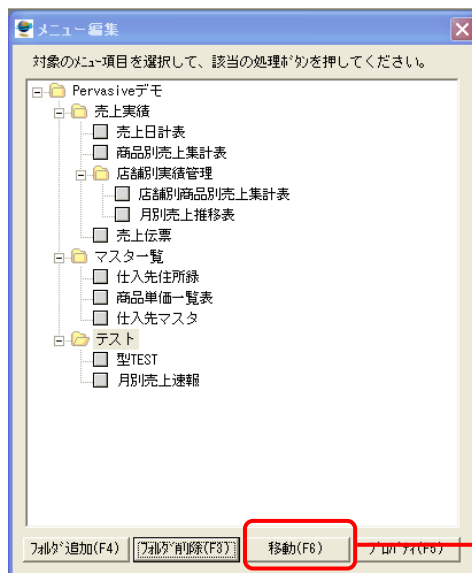 メニュー編集
対象のﾒﾆｭｰ項目を選択して、該当の処理ﾎﾞﾀﾝを押してください。
Pervasiveデモ
売上実績
売上日計表
商品別売上集計表
店舗別実績管理
店舗別商品別売上集計表
月別売上推移表
売上伝票
マスター覧
仕入先住所緑
商品単価一覧表
仕入先マスタ
テスト
型TEST
月別売上速報
ﾌｫﾙﾀﾞ追加(F4) ﾌｫﾙﾀﾞ削除(F3) 移動(F6) ﾌﾟﾛﾊﾟﾃｨ(F5)